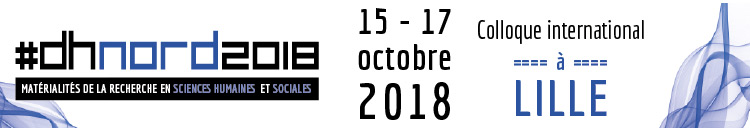 #dhnord2018
MATÉRIALITÉS DE LA RECHERCHE EN SCIENCES HUMAINES ET SOCIALES
15 - 17
octobre
2018
Colloque international
==== à ====
LILLE